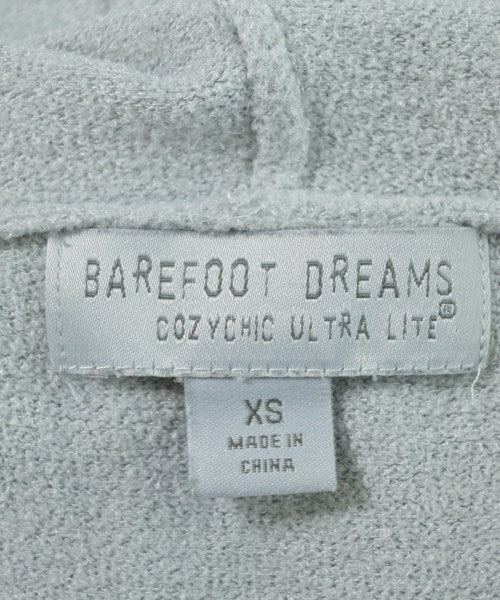 BAREFOOT DREAMS
COZYCHIC ULTRA LITE®
XS
MADE IN
CHINA